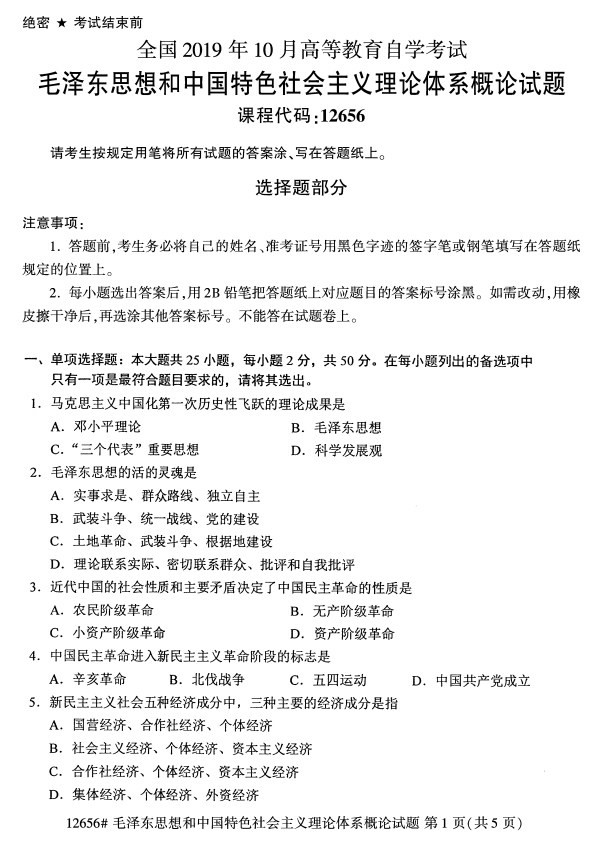 绝密 ★ 考试结束前
全国 2019 年 10 月高等教育自学考试
毛泽东思想和中国特色社会主义理论体系概论试题
课程代码:12656
请考生按规定用笔将所有试题的答案涂、写在答题纸上。
选择题部分
注意事项:
1. 答题前,考生务必将自己的姓名、准考证号用黑色字迹的签字笔或钢笔填写在答题纸
规定的位置上。
2. 每小题选出答案后,用 2B 铅笔把答题纸上对应题目的答案标号涂黑。如需改动,用橡
皮擦干净后,再选涂其他答案标号。不能答在试题卷上。
一、单项选择题：本大题共 25 小题，每小题 2 分，共 50 分。在每小题列出的备选项中
只有一项是最符合题目要求的，请将其选出。
1．马克思主义中国化第一次历史性飞跃的理论成果是
A．邓小平理论 B．毛泽东思想
C．“三个代表”重要思想 D．科学发展观
2．毛泽东思想的活的灵魂是
A．实事求是、群众路线、独立自主
B．武装斗争、统一战线、党的建设
C．土地革命、武装斗争、根据地建设
D．理论联系实际、密切联系群众、批评和自我批评
3．近代中国的社会性质和主要矛盾决定了中国民主革命的性质是
A．农民阶级革命 B．无产阶级革命
C．小资产阶级革命 D．资产阶级革命
4．中国民主革命进入新民主主义革命阶段的标志是
A．辛亥革命 B．北伐战争 C．五四运动 D．中国共产党成立
5．新民主主义社会五种经济成分中，三种主要的经济成分是指
A．国营经济、合作社经济、个体经济
B．社会主义经济、个体经济、资本主义经济
C．合作社经济、个体经济、资本主义经济
D．集体经济、个体经济、外资经济
12656# 毛泽东思想和中国特色社会主义理论体系概论试题 第 1 页(共 5 页)